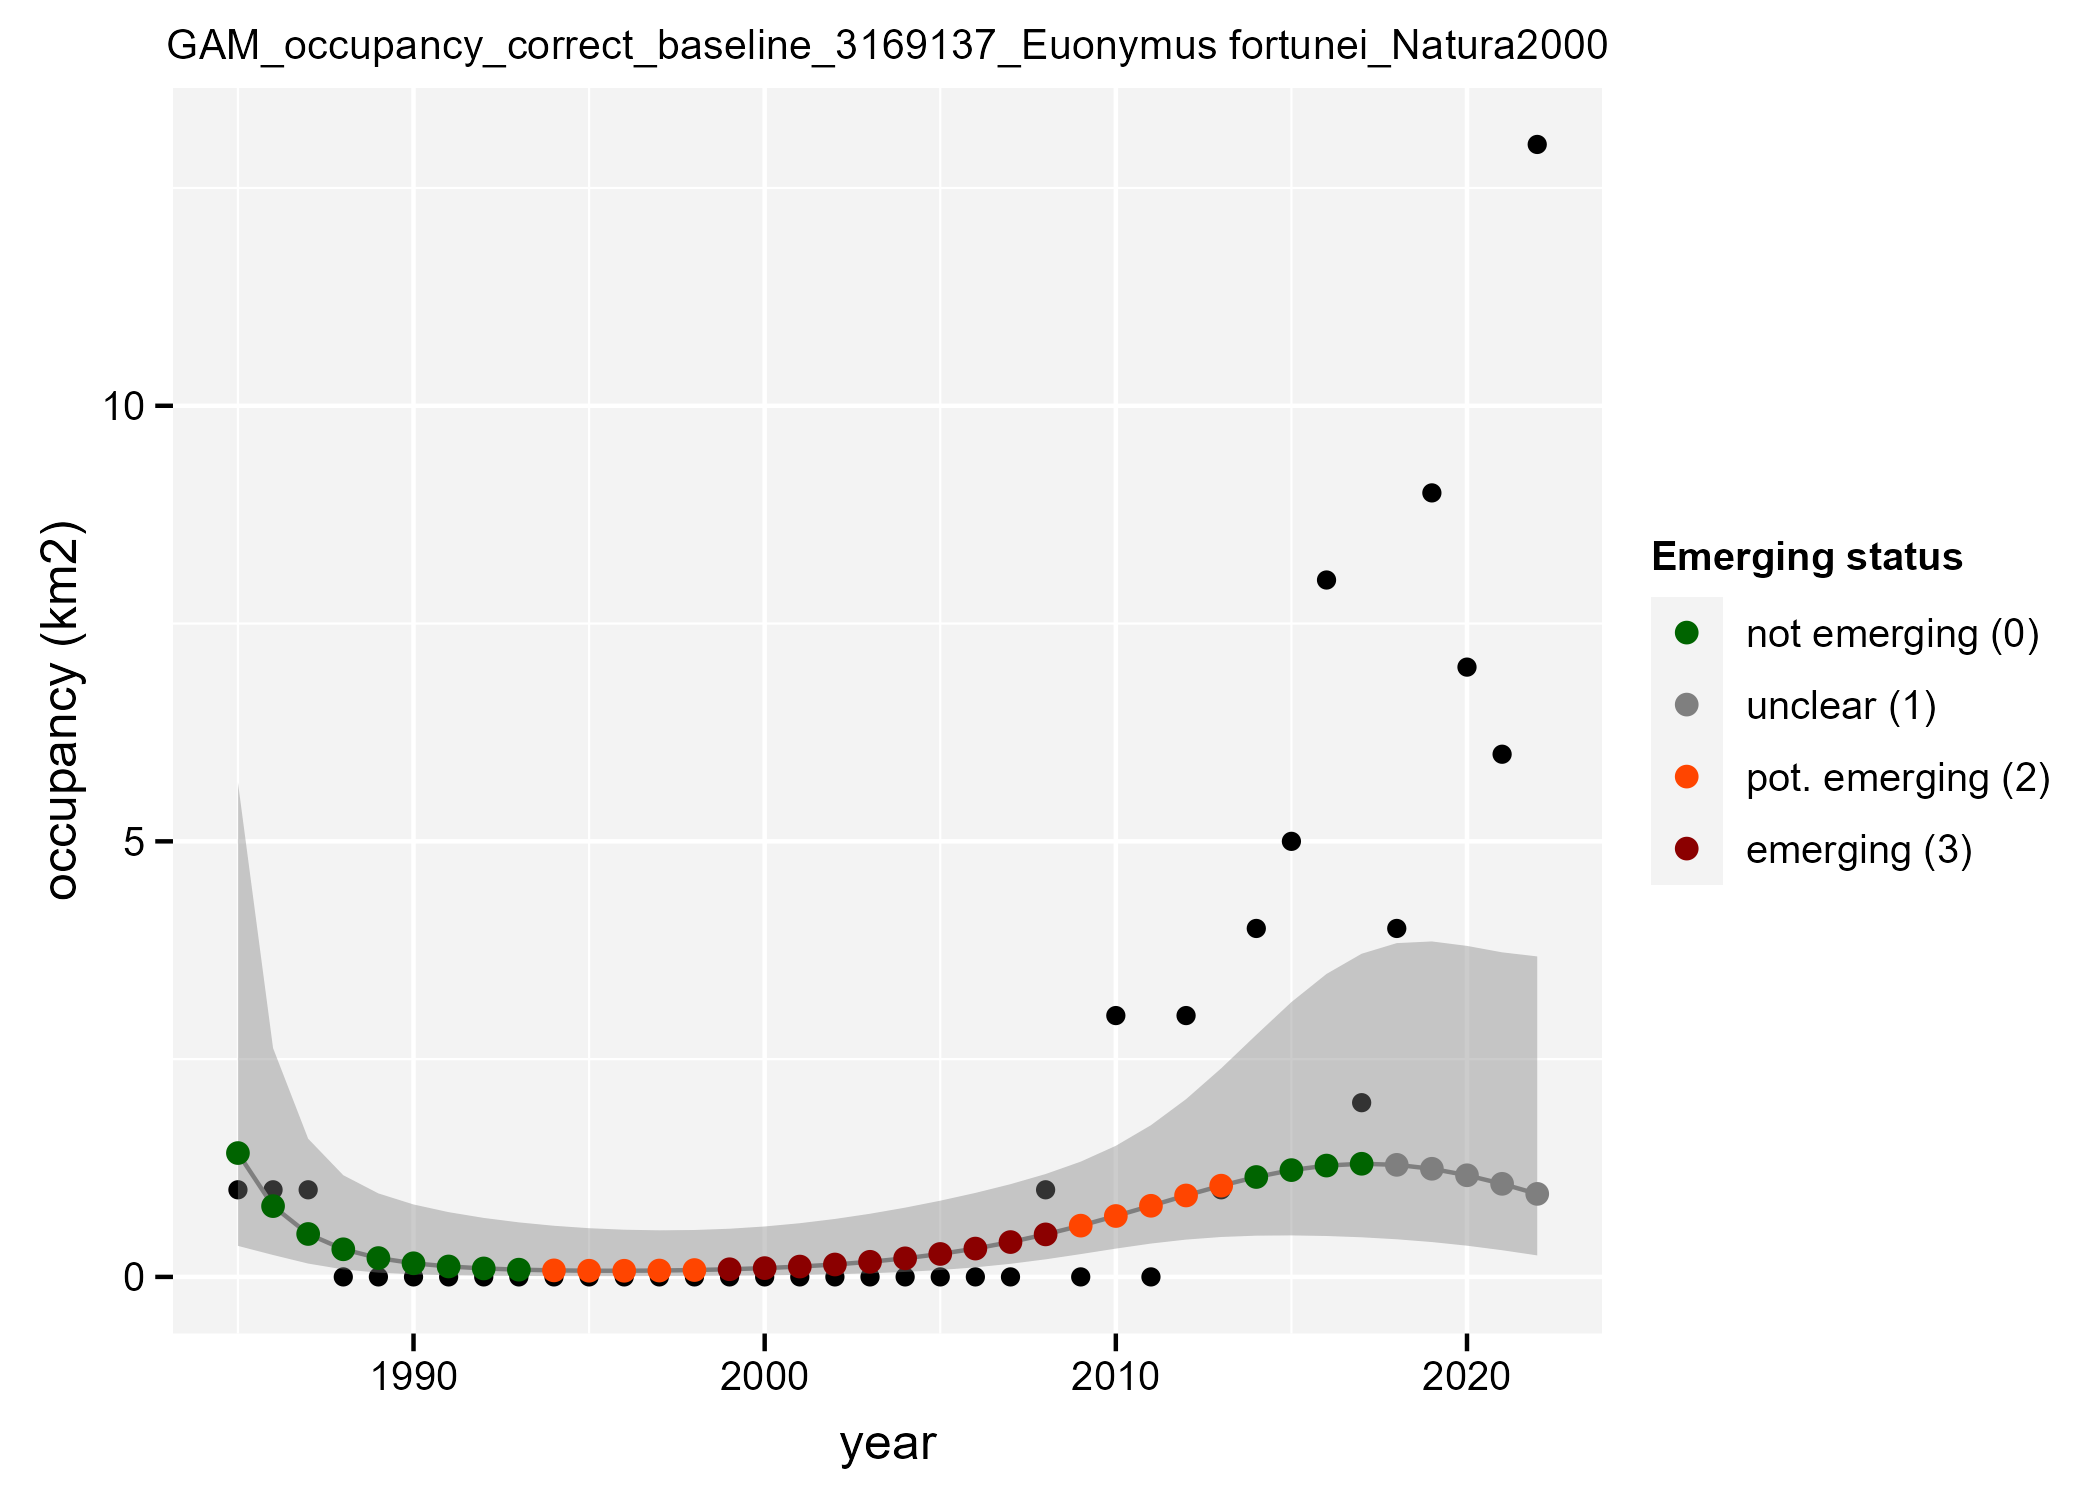 GAM_occupancy_correct_baseline_3169137_Euonymus fortunei_Natura2000
occupancy (km2)
10
5
0
1990
2000
2010
2020
year
Emerging status
not emerging (0)
unclear (1)
pot. emerging (2)
emerging (3)